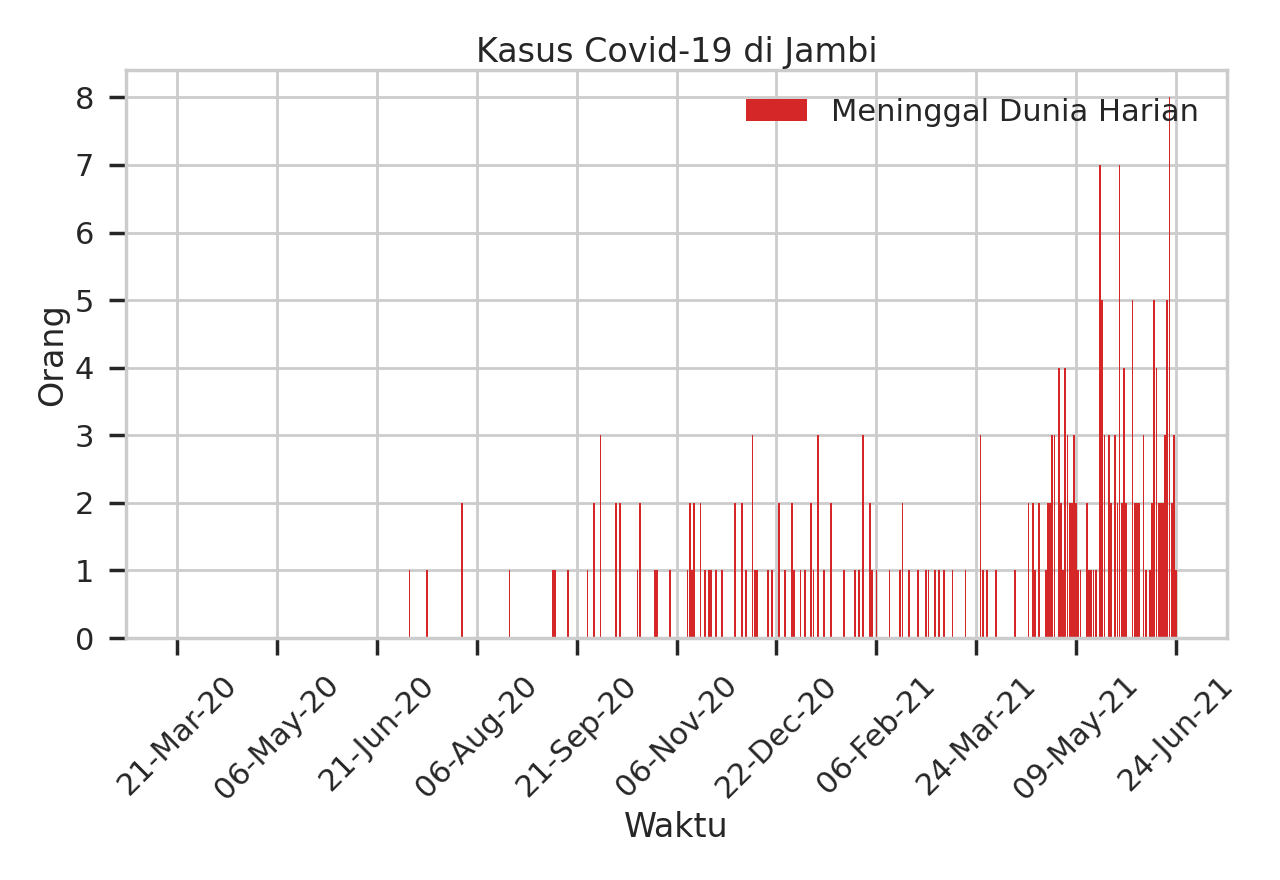 Kasus Covid-19 di Jambi
Meninggal Dunia Harian
Orang
8
7
6
5
4
3
2
1
0
21-Mar-20
06-May-20
21-Jun-20
06-Aug-20
21-Sep-20
06-Nov-20
22-Dec-20
06-Feb-21
24-Mar-21
09-May-21
24-Jun-21
Waktu